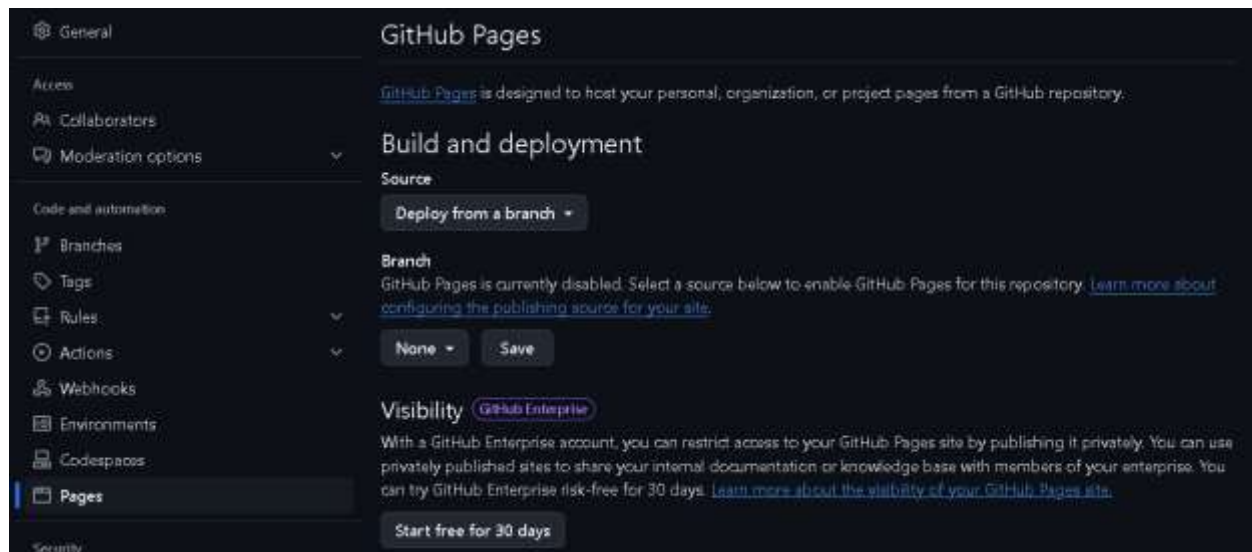 General
Access
Collaborators
Moderation options
Code and automation
Branches
Tags
Rules
Actions
Webhooks
Environments
Codespaces
Pages
Security
GitHub Pages
GitHub Pages is designed to host your personal, organization, or project pages from a GitHub repository.
Build and deployment
Source
Deploy from a branch
Branch
GitHub Pages is currently disabled. Select a source below to enable GitHub Pages for this repository. Learn more about
configuring the publishing source for your site.
None
Save
Visibility GitHub Enterprise
With a GitHub Enterprise account, you can restrict access to your GitHub Pages site by publishing it privately. You can use
privately published sites to share your internal documentation or knowledge base with members of your enterprise. You
can try GitHub Enterprise risk-free for 30 days. Learn more about the visibility of your GitHub Pages site.
Start free for 30 days